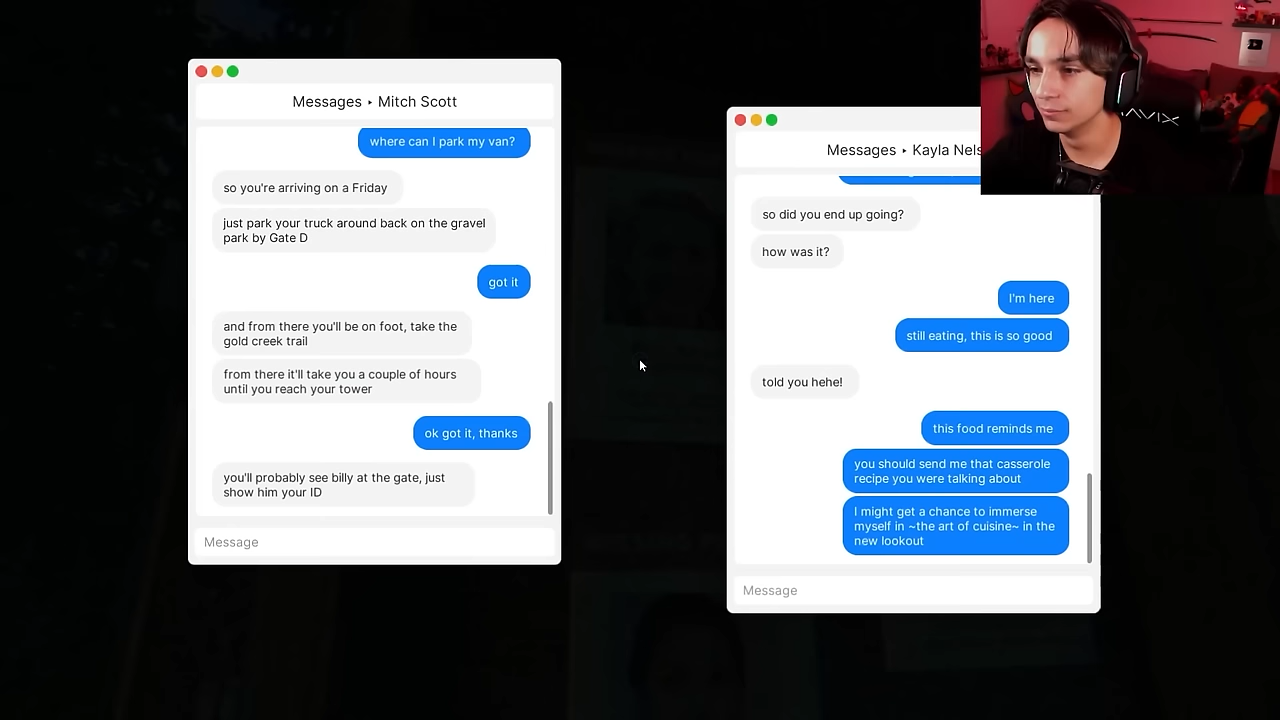 Messages ‣ Mitch Scott
where can I park my van?
so you're arriving on a Friday
just park your truck around back on the gravel
park by Gate D
got it
and from there you'll be on foot, take the
gold creek trail
from there it'll take you a couple of hours
until you reach your tower
ok got it, thanks
you'll probably see billy at the gate, just
show him your ID
Message
Messages ‣ Kayla Nels
so did you end up going?
how was it?
I'm here
still eating, this is so good
told you hehe!
this food reminds me
you should send me that casserole
recipe you were talking about
I might get a chance to immerse
myself in ~the art of cuisine~ in the
new lookout
Message